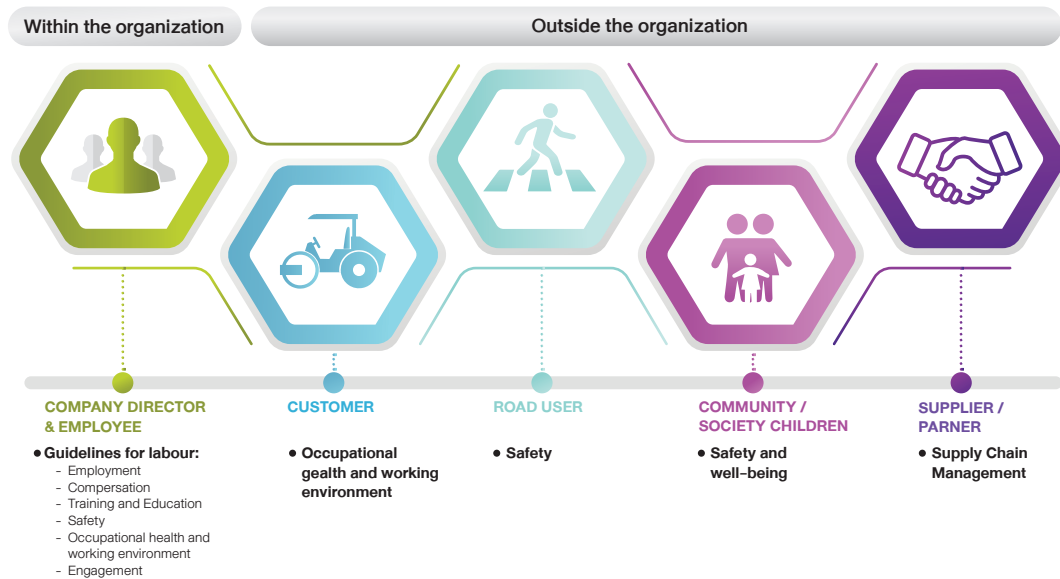 Within the organization
Outside the organization
COMPANY DIRECTOR
& EMPLOYEE
• Guidelines for labour:
- Employment
- Compersation
- Training and Education
- Safety
- Occupational health and
working environment
- Engagement
CUSTOMER
• Occupational
gealth and working
environment
ROAD USER
• Safety
COMMUNITY /
SOCIETY CHILDREN
• Safety and
well-being
SUPPLIER /
PARNER
• Supply Chain
Management